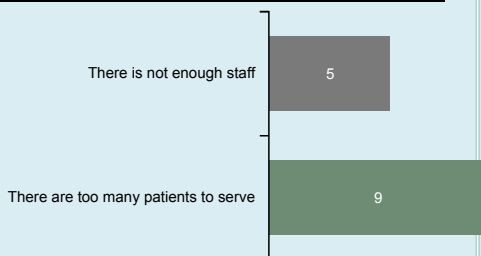 There is not enough staff
5
There are too many patients to serve
9